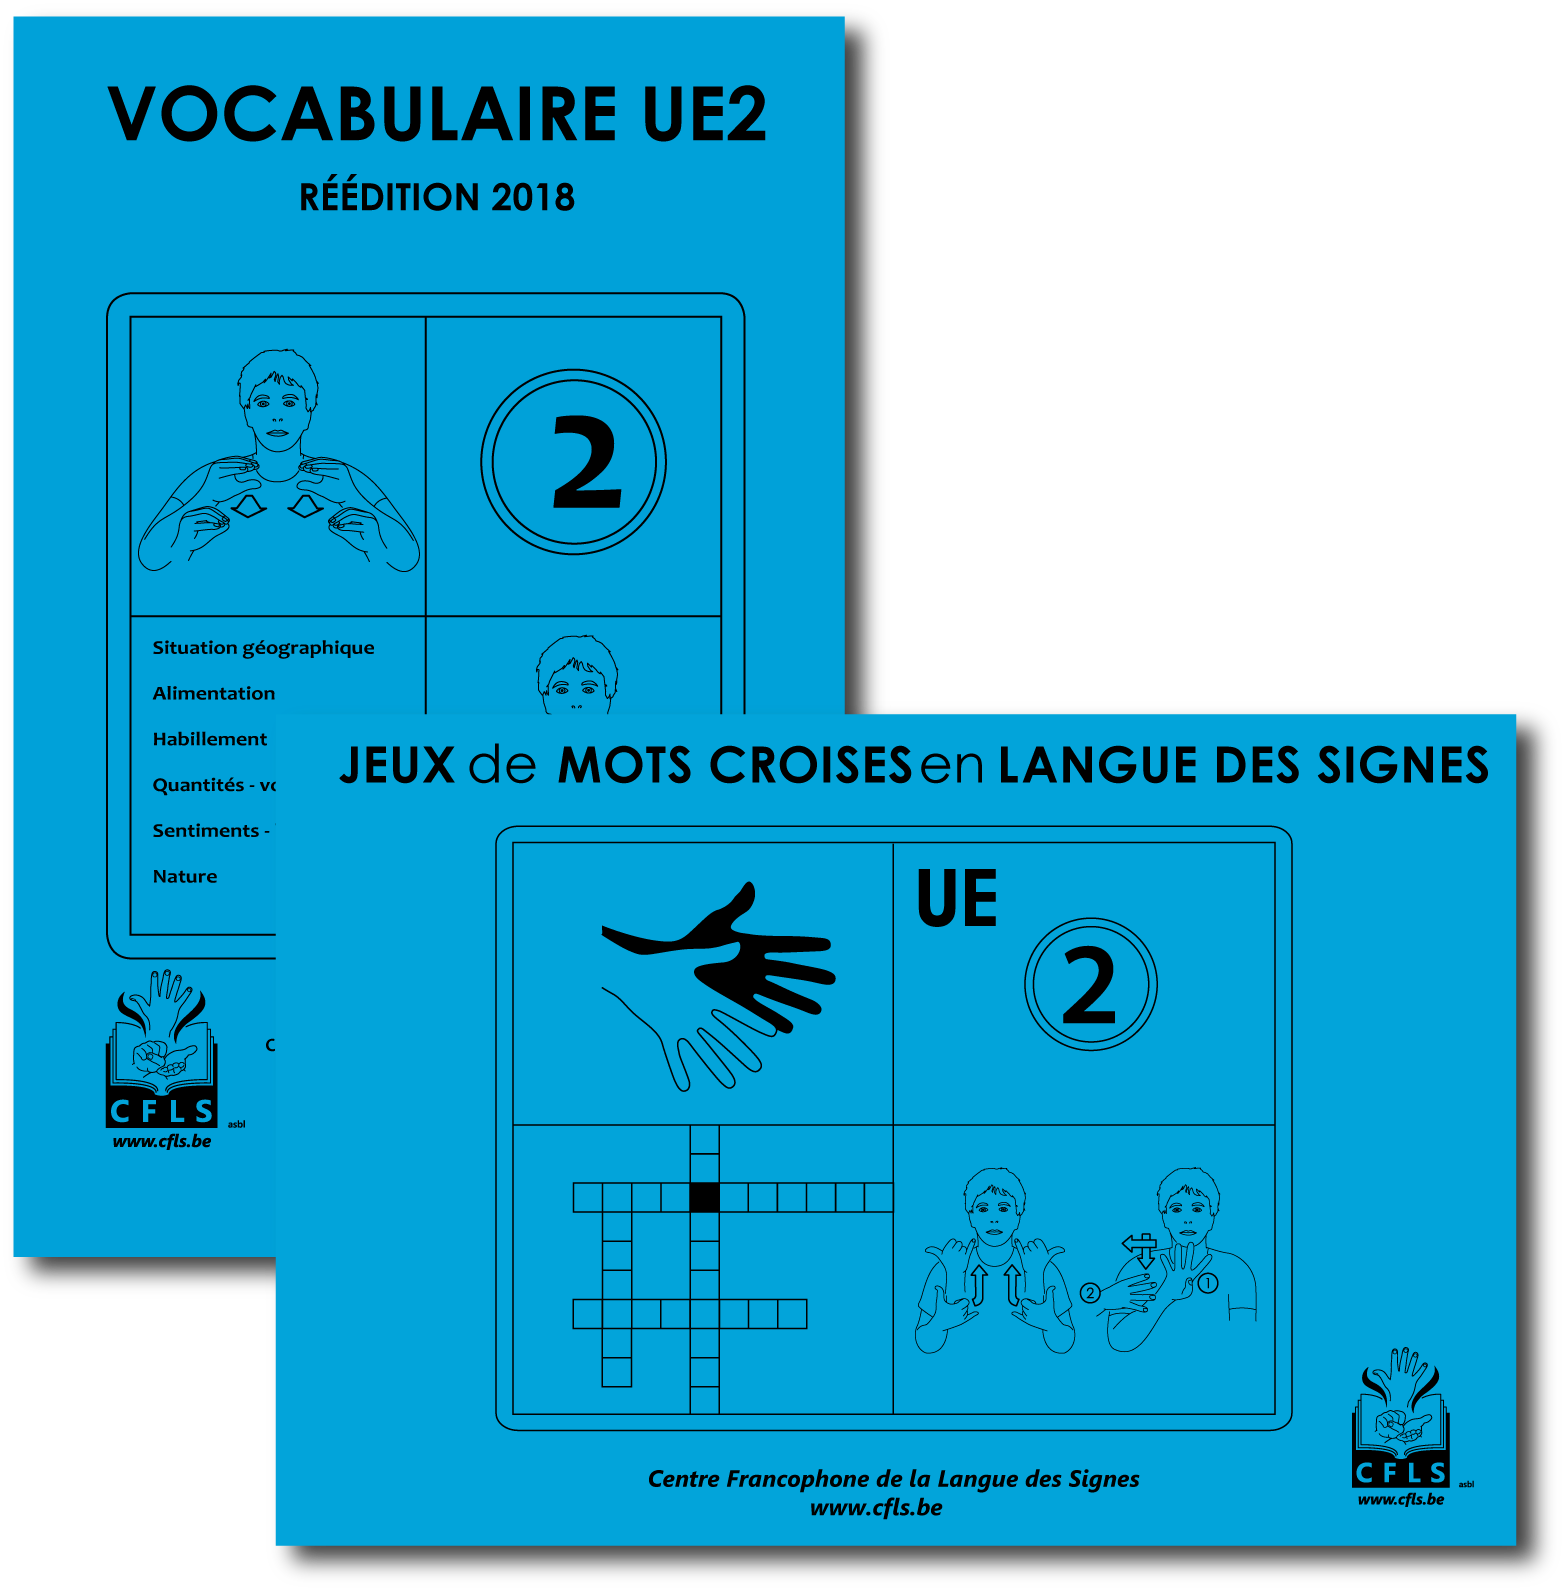 VOCABULAIRE UE2
RÉÉDITION 2018
2
Situation géographique
Alimentation
Habillement
Quantités -
Sentiments -
Nature
CFLS
asbl
www.cfls.be
JEUX de MOTS CROISES en LANGUE DES SIGNES
UE
2
2
1
Centre Francophone de la Langue des Signes
www.cfls.be
CFLS
asbl
www.cfls.be